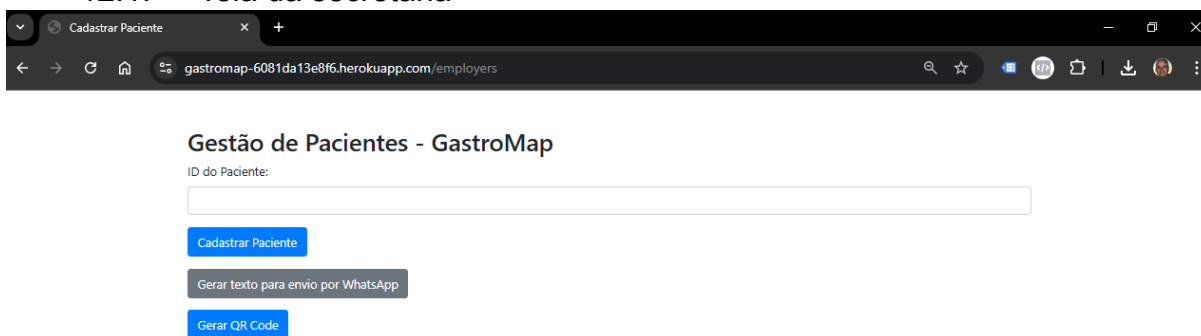 Cadastrar Paciente
gastromap-6081da13e8f6.herokuapp.com/employers
Gestão de Pacientes - GastroMap
ID do Paciente:
Cadastrar Paciente
Gerar texto para envio por WhatsApp
Gerar QR Code